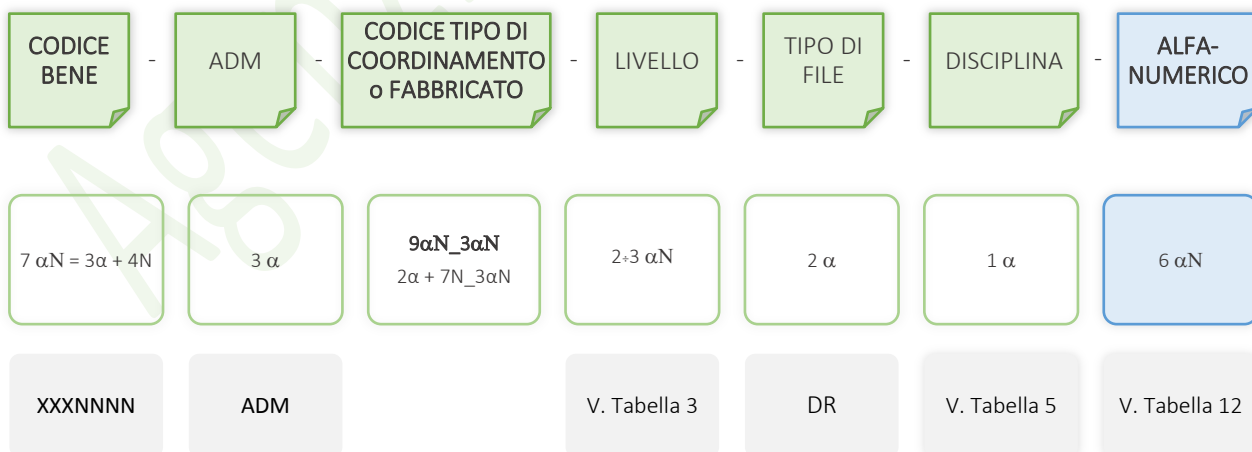 CODICE
BENE
-
ADM
-
CODICE TIPO DI
COORDINAMENTO
o FABBRICATO
-
LIVELLO
-
TIPO DI
FILE
-
DISCIPLINA
-
ALFA-
NUMERICO
7 αN = 3α + 4N
3 α
9αN_3αN
2α + 7N_3αN
2÷3 αN
2 α
1 α
6 αN
XXXNNNN
ADM
V. Tabella 3
DR
V. Tabella 5
V. Tabella 12